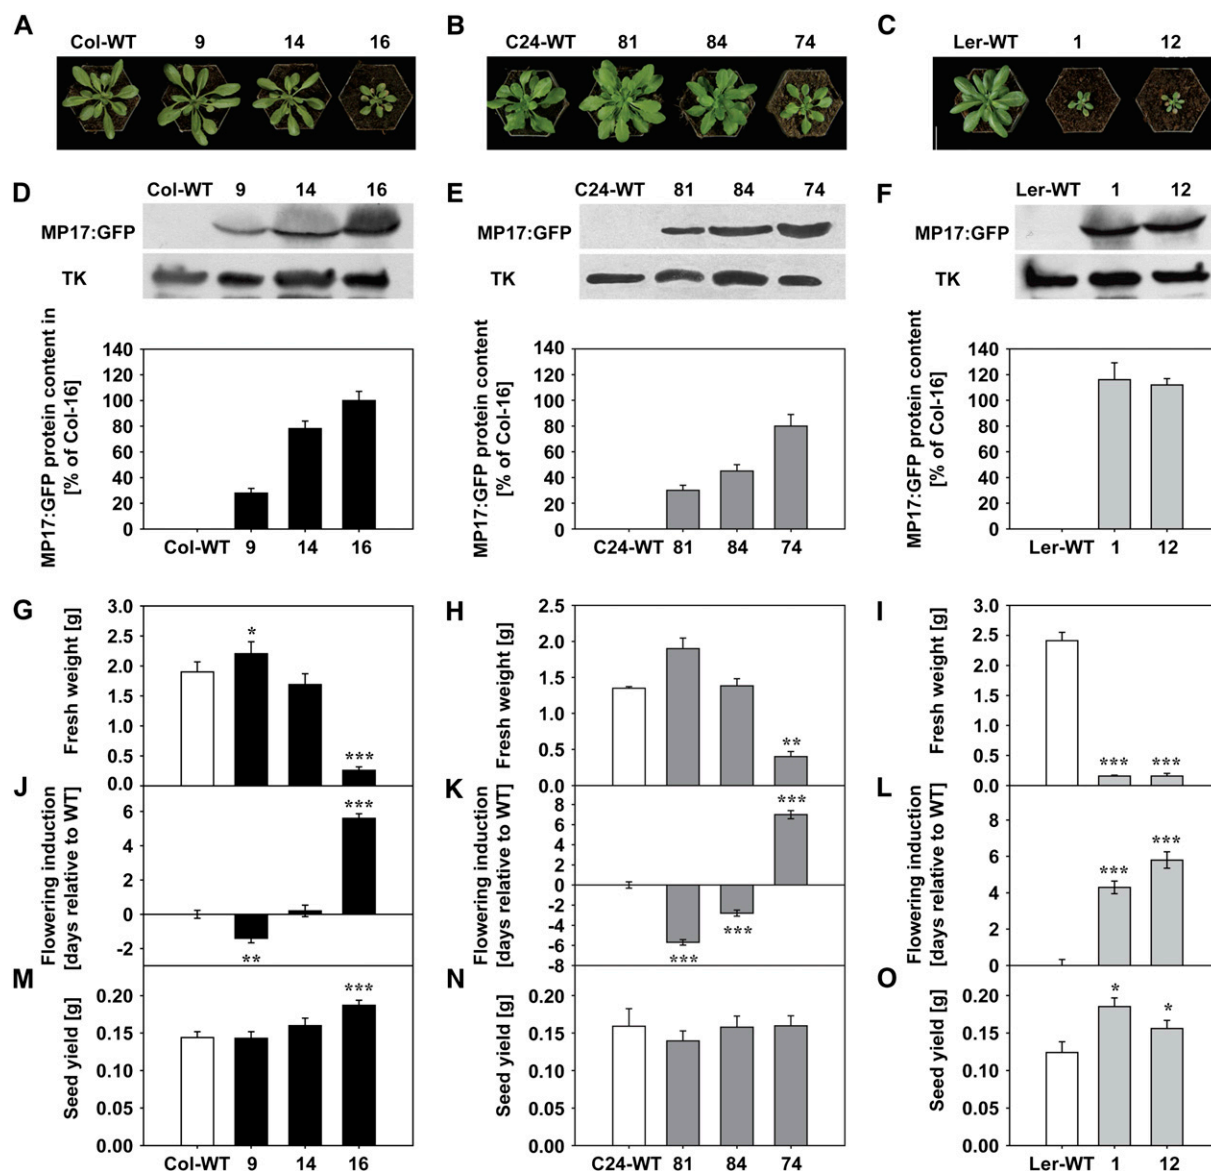 A
Col-WT 9 14 16
B
C24-WT 81 84 74
C
Ler-WT 1 12
D
Col-WT 9 14 16
MP17:GFP
TK
E
C24-WT 81 84 74
MP17:GFP
TK
F
Ler-WT 1 12
MP17:GFP
TK
MP17:GFP protein content in
[% of Col-16]
140
120
100
80
60
40
20
0
Col-WT 9 14 16
MP17:GFP protein content
[% of Col-16]
140
120
100
80
60
40
20
0
C24-WT 81 84 74
MP17:GFP protein content
[% of Col-16]
140
120
100
80
60
40
20
0
Ler-WT 1 12
G
Fresh weight [g]
3.0
2.5
2.0
1.5
1.0
0.5
0.0
*
***
H
Fresh weight [g]
2.5
2.0
1.5
1.0
0.5
0.0
**
I
Fresh weight [g]
3.0
2.5
2.0
1.5
1.0
0.5
0.0
*** ***
J
Flowering induction
[days relative to WT]
6
4
2
0
-2
**
***
K
Flowering induction
[days relative to WT]
8
6
4
2
0
-2
-4
-6
-8
***
***
***
L
Flowering induction
[days relative to WT]
8
6
4
2
0
***
***
M
Seed yield [g]
0.20
0.15
0.10
0.05
0.00
***
Col-WT 9 14 16
N
Seed yield [g]
0.20
0.15
0.10
0.05
0.00
C24-WT 81 84 74
O
Seed yield [g]
0.20
0.15
0.10
0.05
0.00
*
*
Ler-WT 1 12